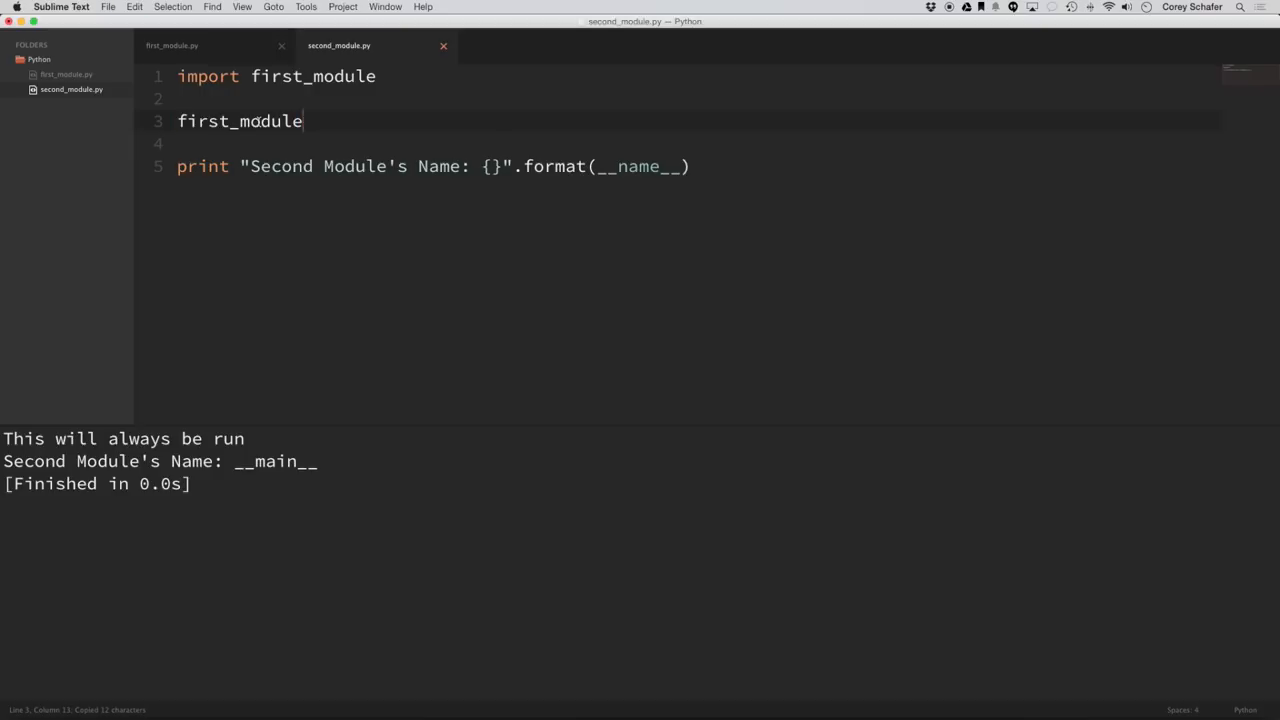 Sublime Text File Edit Selection Find View Goto Tools Project Window Help Corey Schafer
second_module.py — Python
FOLDERS
Python
first_module.py
second_module.py
first_module.py second_module.py
1 import first_module
2
3 first_module
4
5 print "Second Module's Name: {}".format(__name__)
This will always be run
Second Module's Name: __main__
[Finished in 0.0s]
Line 3, Column 13. Copied 12 characters Spaces: 4 Python